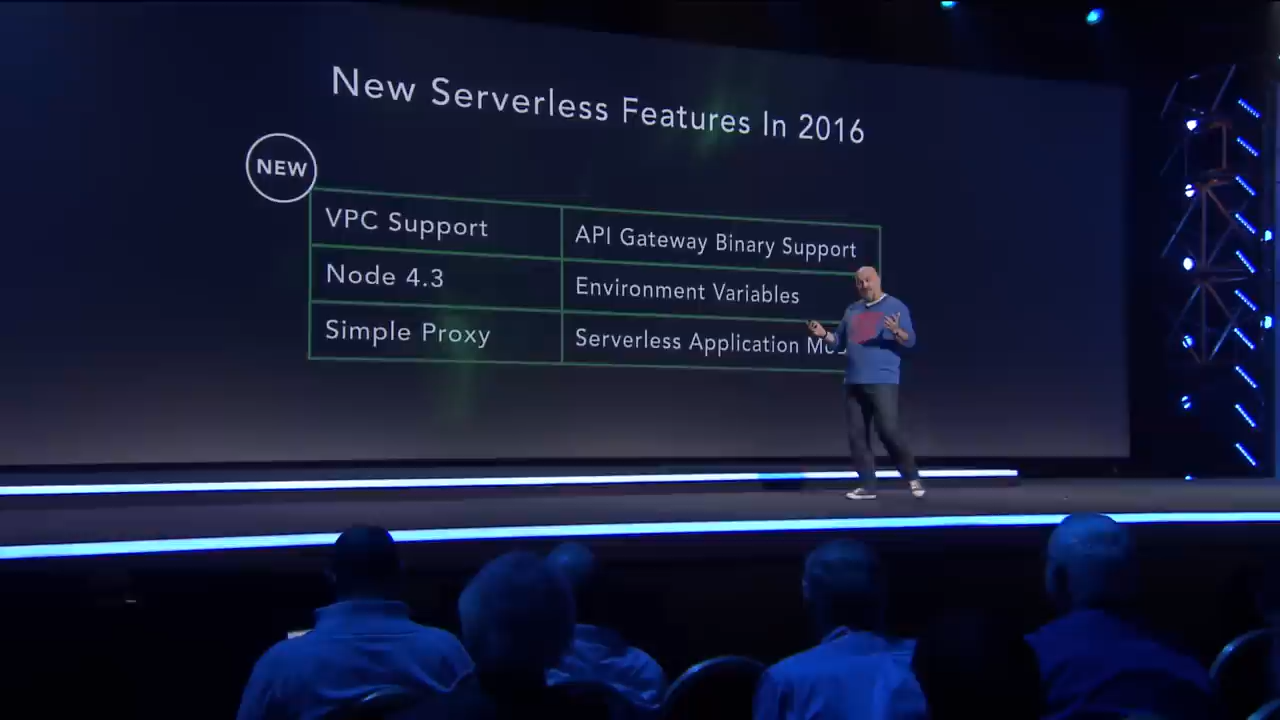 New Serverless Features In 2016
NEW
VPC Support
API Gateway Binary Support
Node 4.3
Environment Variables
Simple Proxy
Serverless Application